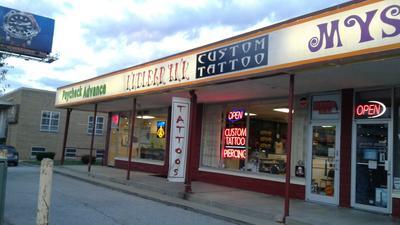 Paycheck Advance
CUSTOM
TATTOO
MYS
TATTOOS
OPEN
CUSTOM
TATTOO
PIERCING
OPEN